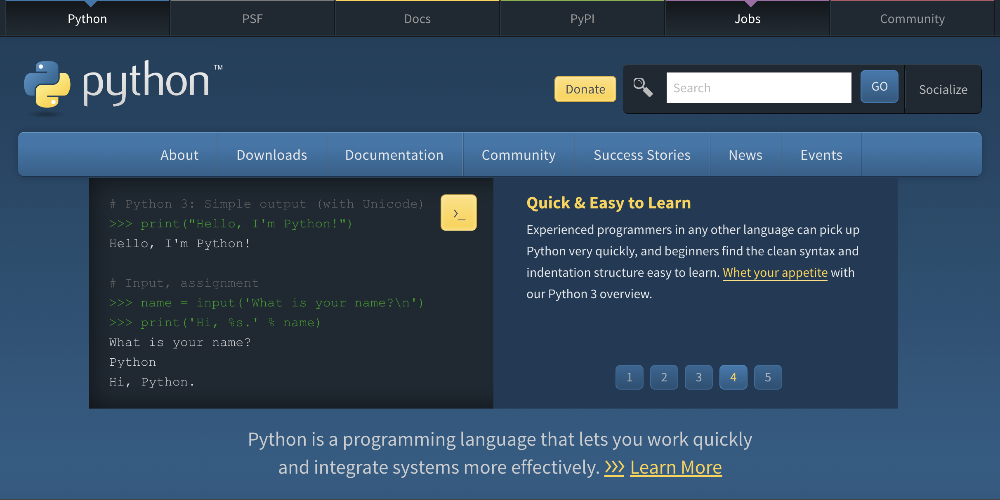 Python PSF Docs PyPI Jobs Community
python™
Donate Search GO Socialize
About Downloads Documentation Community Success Stories News Events
# Python 3: Simple output (with Unicode)
>>> print("Hello, I'm Python!")
Hello, I'm Python!
# Input, assignment
>>> name = input('What is your name?\n')
>>> print('Hi, %s.' % name)
What is your name?
Python
Hi, Python.
>_
Quick & Easy to Learn
Experienced programmers in any other language can pick up
Python very quickly, and beginners find the clean syntax and
indentation structure easy to learn. Whet your appetite with
our Python 3 overview.
1 2 3 4 5
Python is a programming language that lets you work quickly
and integrate systems more effectively. >>> Learn More